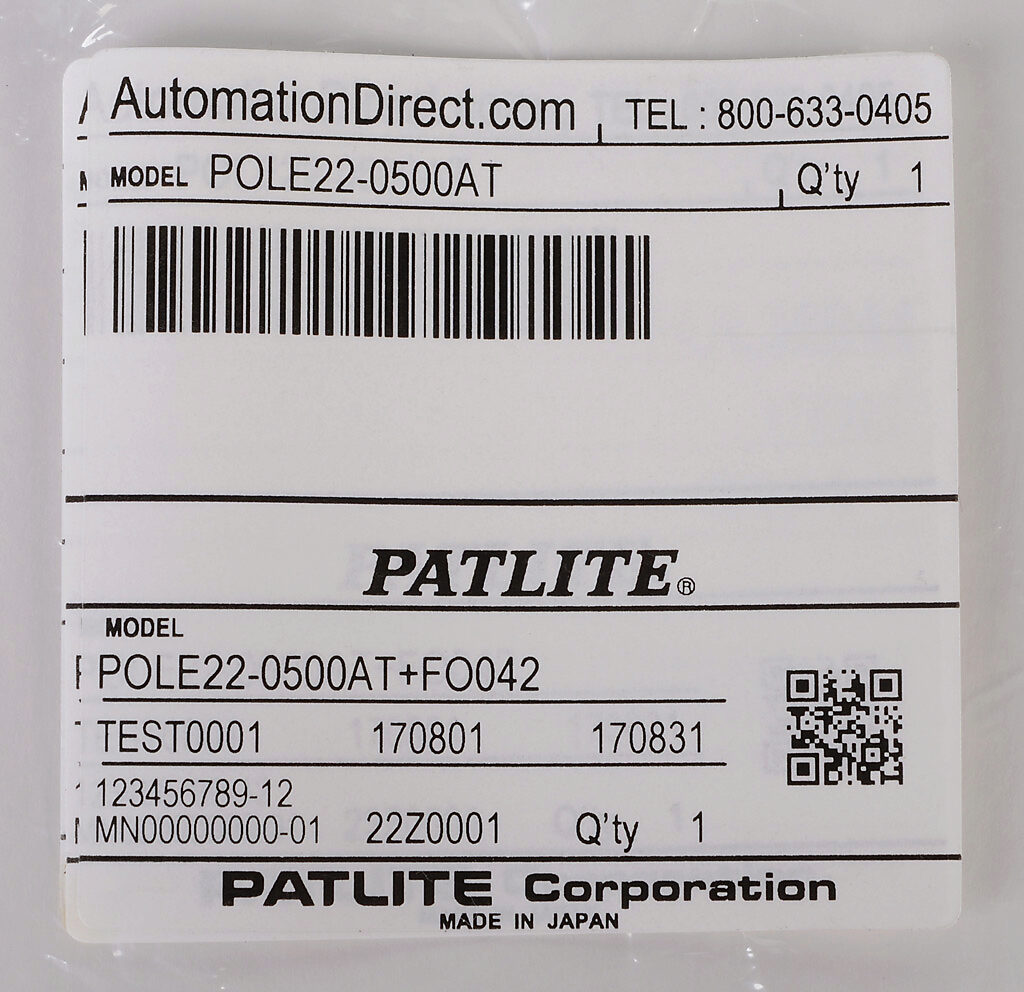 AutomationDirect.com TEL : 800-633-0405
MODEL POLE22-0500AT Q'ty 1
PATLITE®
MODEL
POLE22-0500AT+FO042
TEST0001 170801 170831
123456789-12
MN00000000-01 22Z0001 Q'ty 1
PATLITE Corporation
MADE IN JAPAN